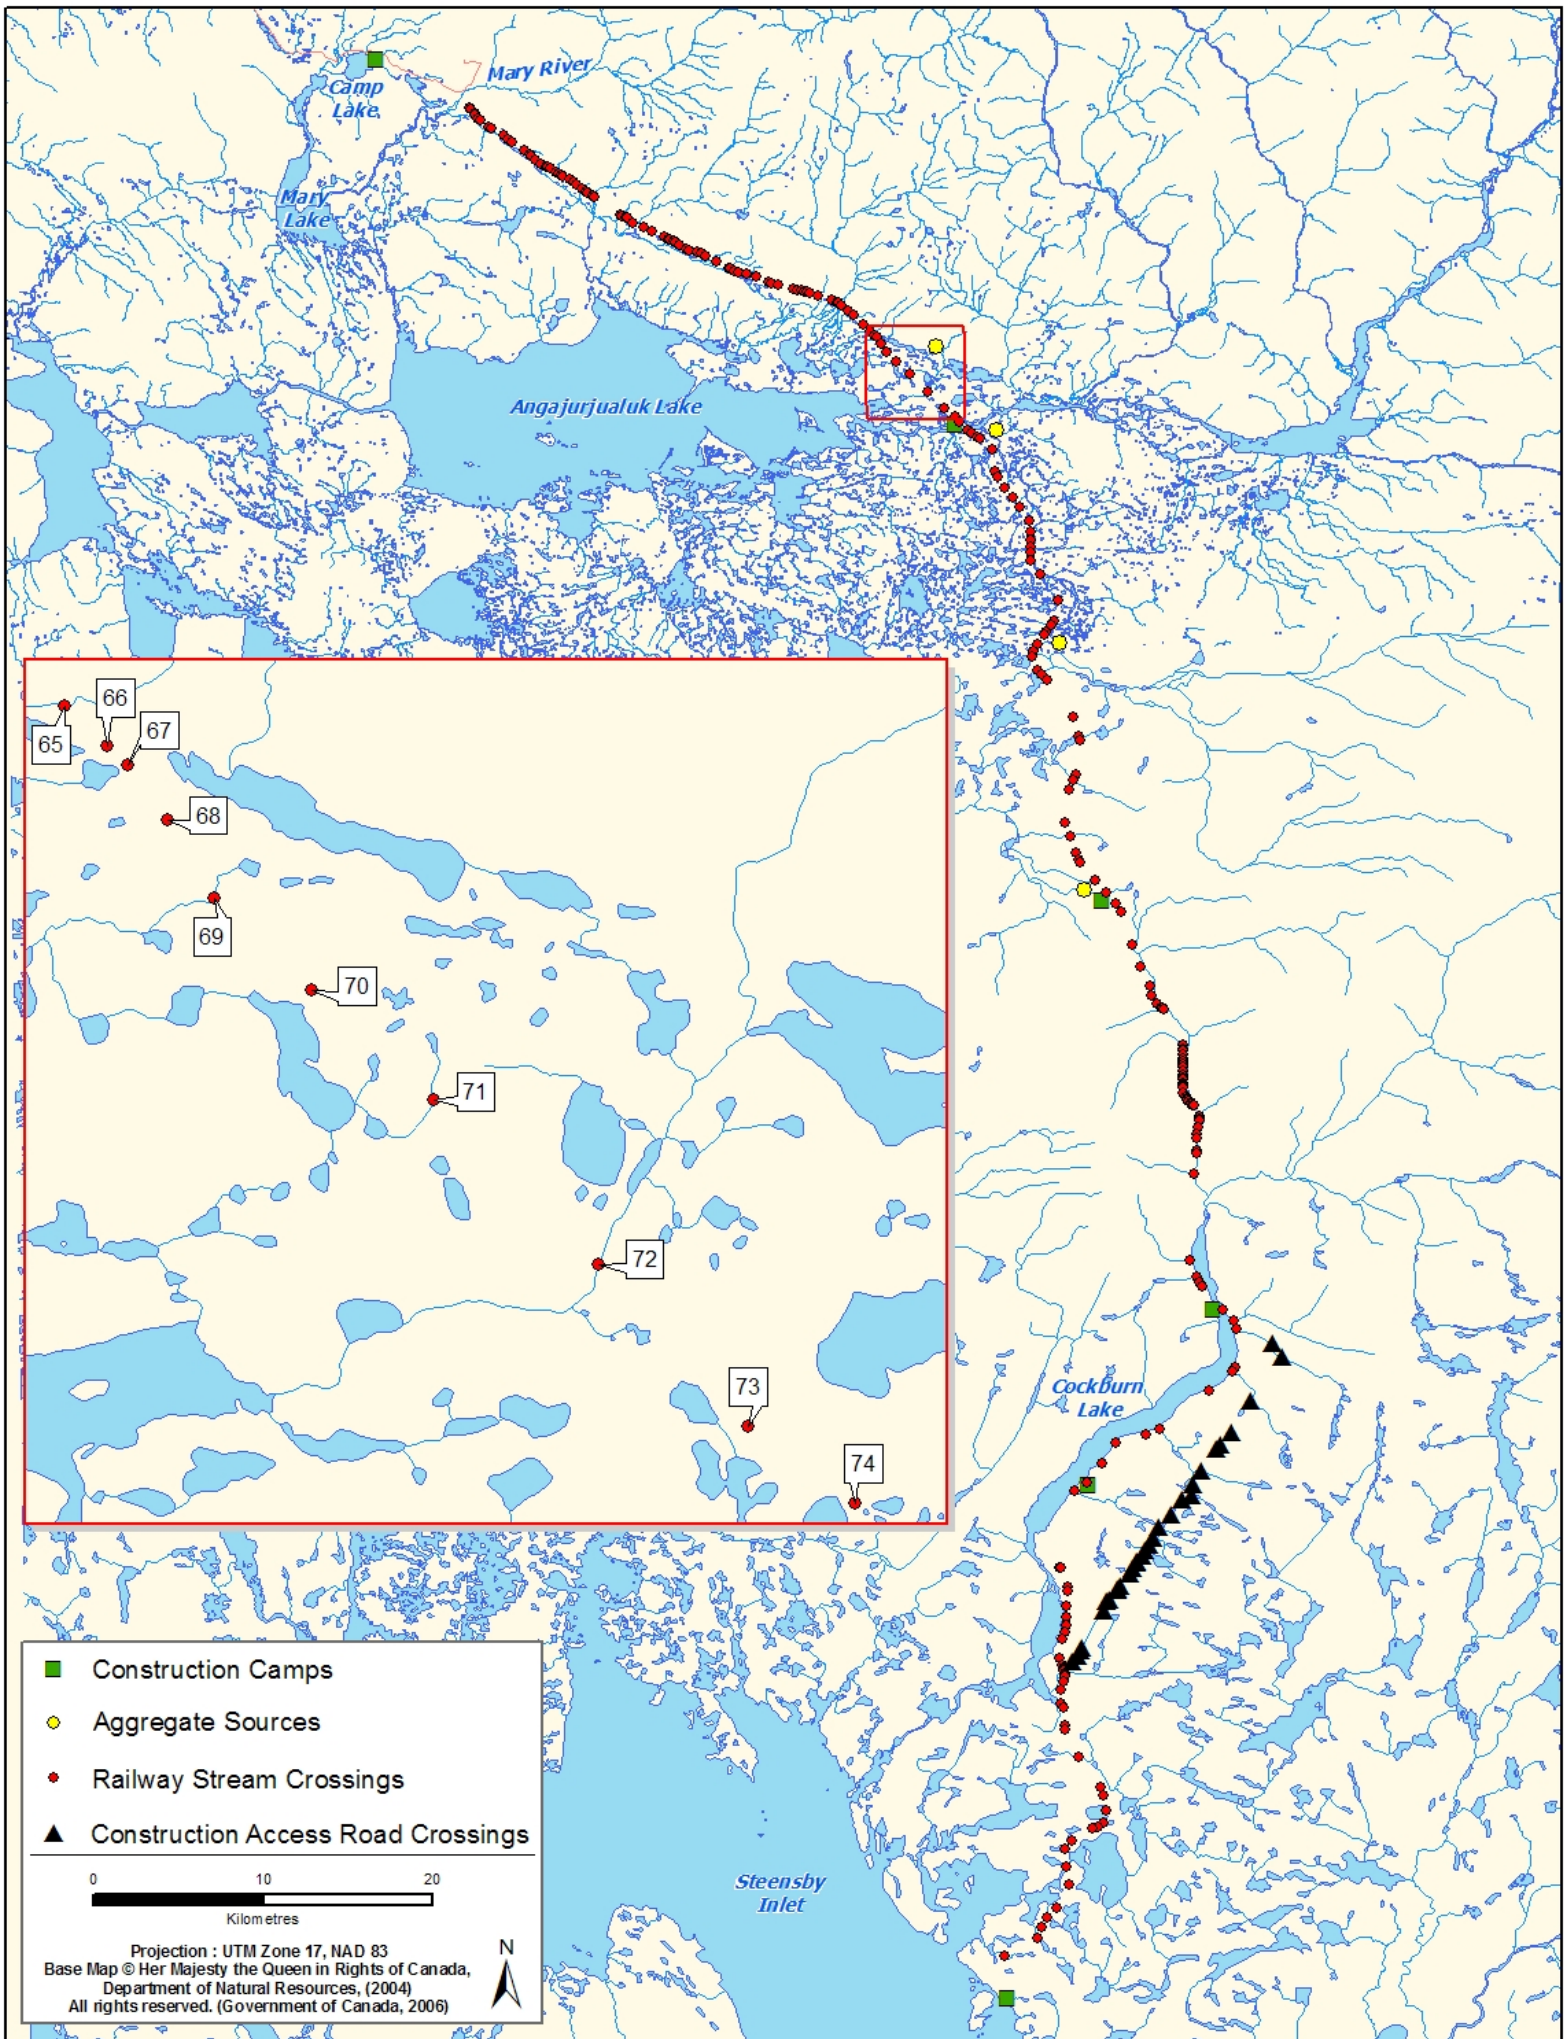 Mary River
Camp
Lake
Mary
Lake
Angajurjualuk Lake
66
67
65
68
69
70
71
72
73
74
Cockburn
Lake
Steensby
Inlet
Construction Camps
Aggregate Sources
Railway Stream Crossings
Construction Access Road Crossings
0 10 20
Kilometres
N
Projection : UTM Zone 17, NAD 83
Base Map © Her Majesty the Queen in Rights of Canada,
Department of Natural Resources, (2004)
All rights reserved. (Government of Canada, 2006)